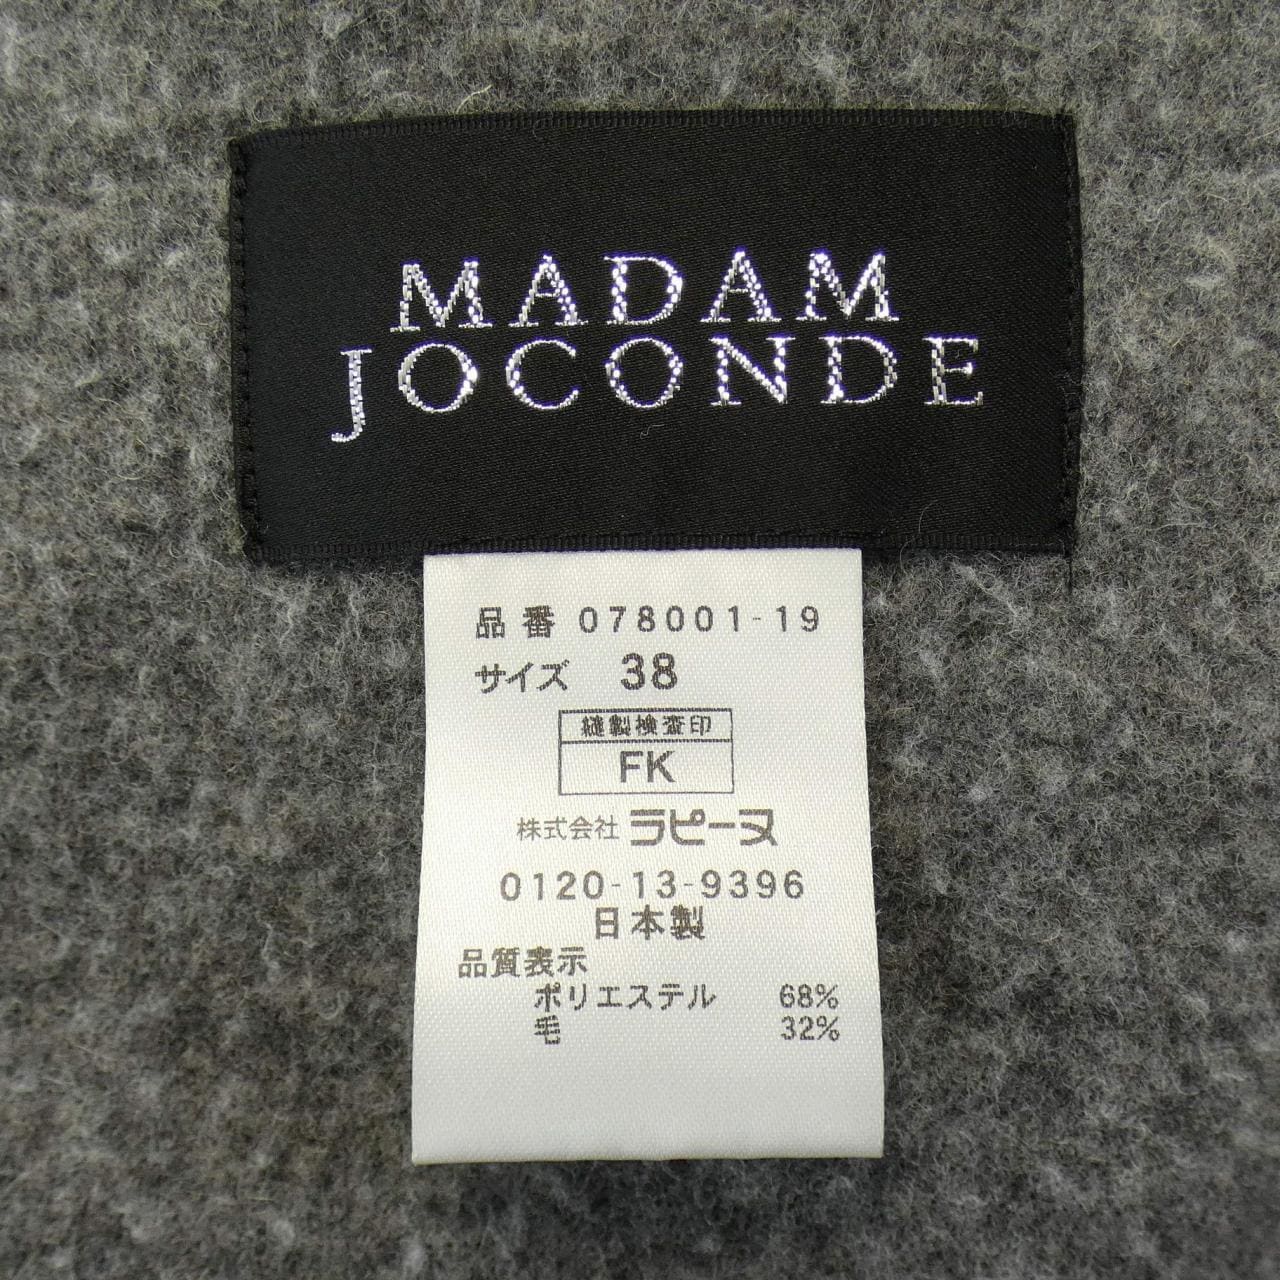 MADAM
JOCONDE
品番 078001-19
サイズ 38
縫製検査印
FK
株式会社 ラピーヌ
0120-13-9396
日本製
品質表示
ポリエステル 68%
毛 32%